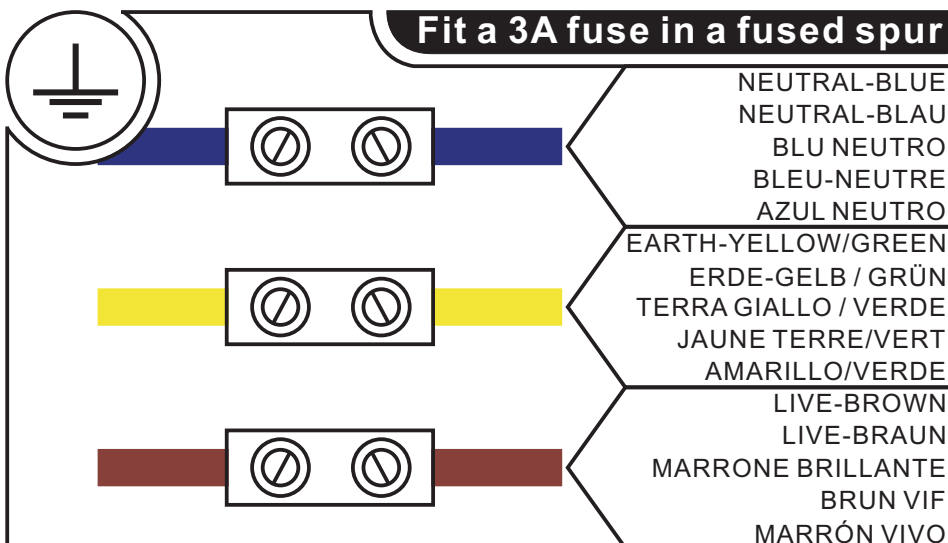 Fit a 3A fuse in a fused spur
NEUTRAL-BLUE
NEUTRAL-BLAU
BLU NEUTRO
BLEU-NEUTRE
AZUL NEUTRO
EARTH-YELLOW/GREEN
ERDE-GELB / GRÜN
TERRA GIALLO / VERDE
JAUNE TERRE/VERT
AMARILLO/VERDE
LIVE-BROWN
LIVE-BRAUN
MARRONE BRILLANTE
BRUN VIF
MARRÓN VIVO